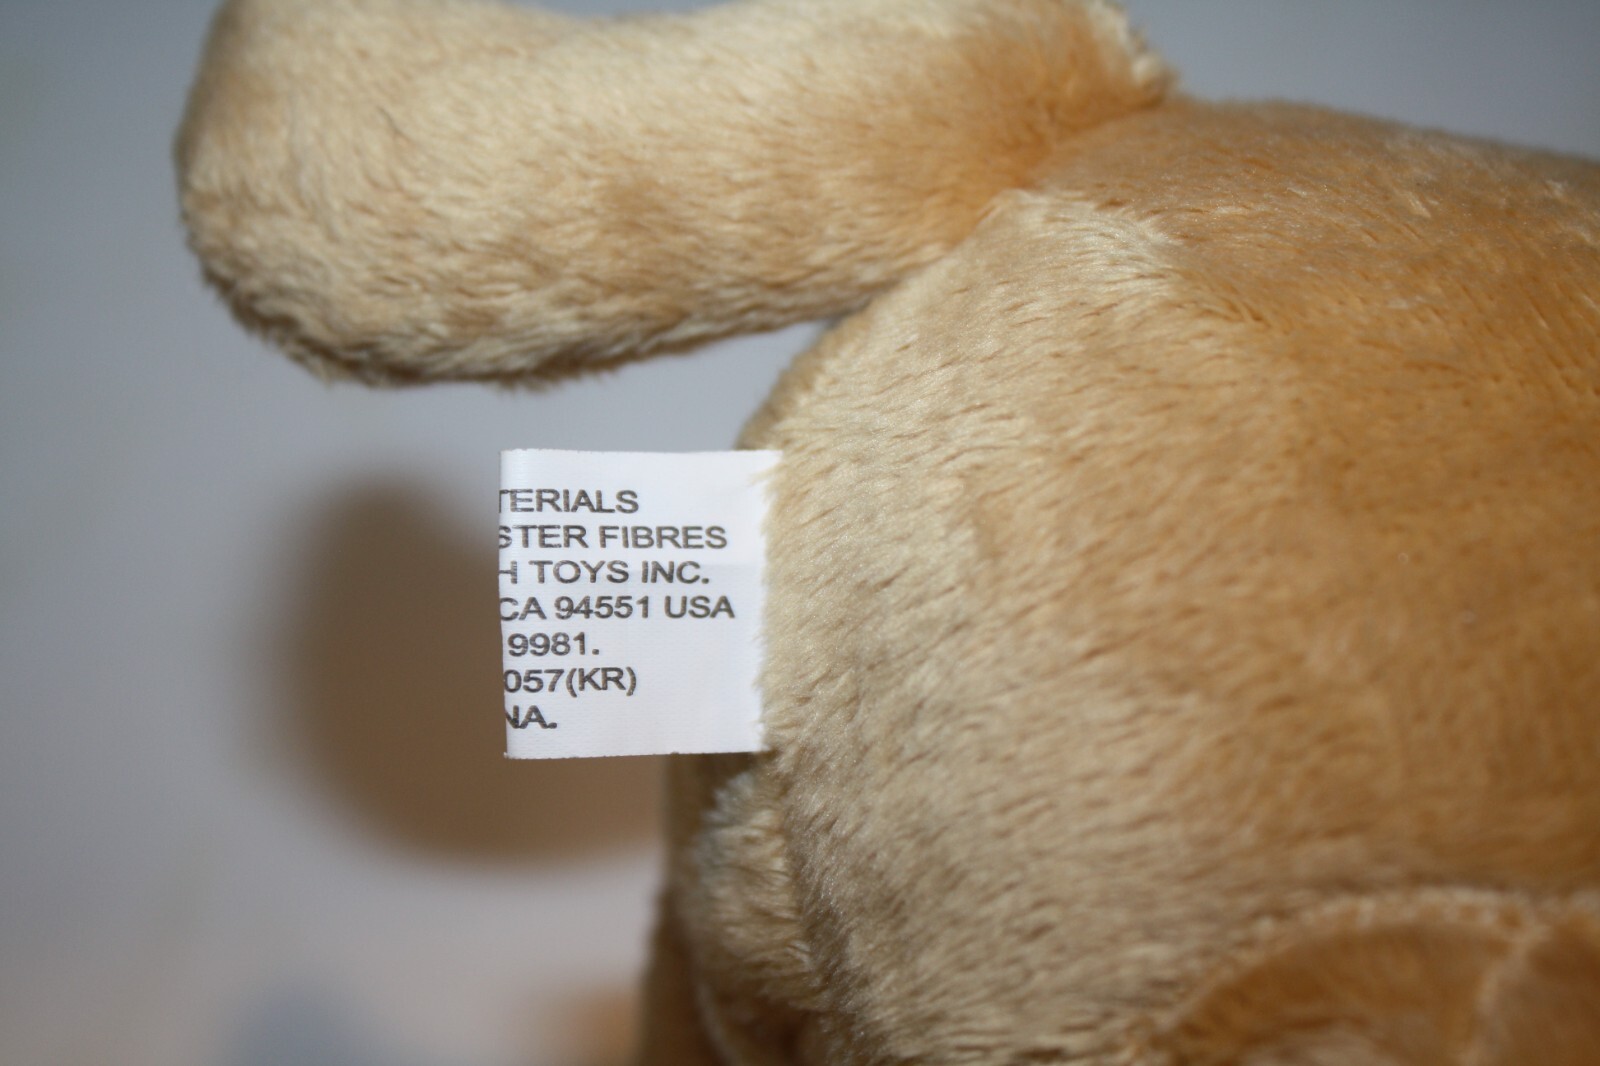 TERIALS
STER FIBRES
H TOYS INC.
CA 94551 USA
9981.
057(KR)
NA.